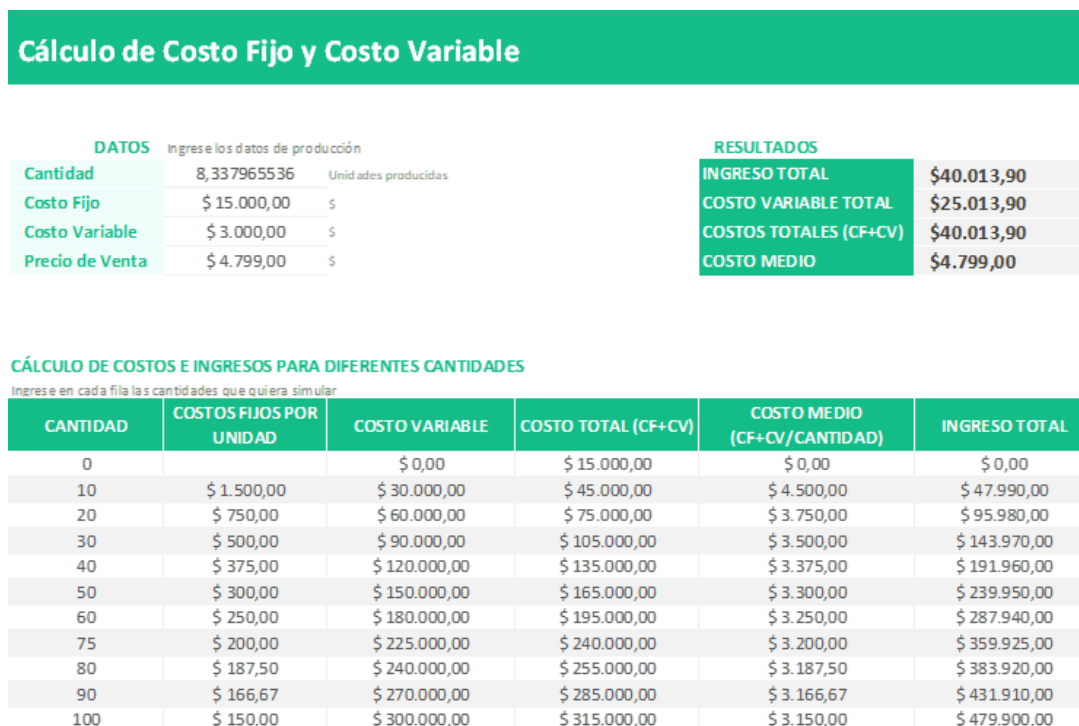 Cálculo de Costo Fijo y Costo Variable
DATOS Ingrese los datos de producción
Cantidad 8,337965536 Unidades producidas
Costo Fijo $ 15.000,00 $
Costo Variable $ 3.000,00 $
Precio de Venta $ 4.799,00 $
RESULTADOS
INGRESO TOTAL $40.013,90
COSTO VARIABLE TOTAL $25.013,90
COSTOS TOTALES (CF+CV) $40.013,90
COSTO MEDIO $4.799,00
CÁLCULO DE COSTOS E INGRESOS PARA DIFERENTES CANTIDADES
Ingrese en cada fila las cantidades que quiera simular
CANTIDAD COSTOS FIJOS POR UNIDAD COSTO VARIABLE COSTO TOTAL (CF+CV) COSTO MEDIO (CF+CV/CANTIDAD) INGRESO TOTAL
0 $ 0,00 $ 15.000,00 $ 0,00 $ 0,00
10 $ 1.500,00 $ 30.000,00 $ 45.000,00 $ 4.500,00 $ 47.990,00
20 $ 750,00 $ 60.000,00 $ 75.000,00 $ 3.750,00 $ 95.980,00
30 $ 500,00 $ 90.000,00 $ 105.000,00 $ 3.500,00 $ 143.970,00
40 $ 375,00 $ 120.000,00 $ 135.000,00 $ 3.375,00 $ 191.960,00
50 $ 300,00 $ 150.000,00 $ 165.000,00 $ 3.300,00 $ 239.950,00
60 $ 250,00 $ 180.000,00 $ 195.000,00 $ 3.250,00 $ 287.940,00
75 $ 200,00 $ 225.000,00 $ 240.000,00 $ 3.200,00 $ 359.925,00
80 $ 187,50 $ 240.000,00 $ 255.000,00 $ 3.187,50 $ 383.920,00
90 $ 166,67 $ 270.000,00 $ 285.000,00 $ 3.166,67 $ 431.910,00
100 $ 150,00 $ 300.000,00 $ 315.000,00 $ 3.150,00 $ 479.900,00